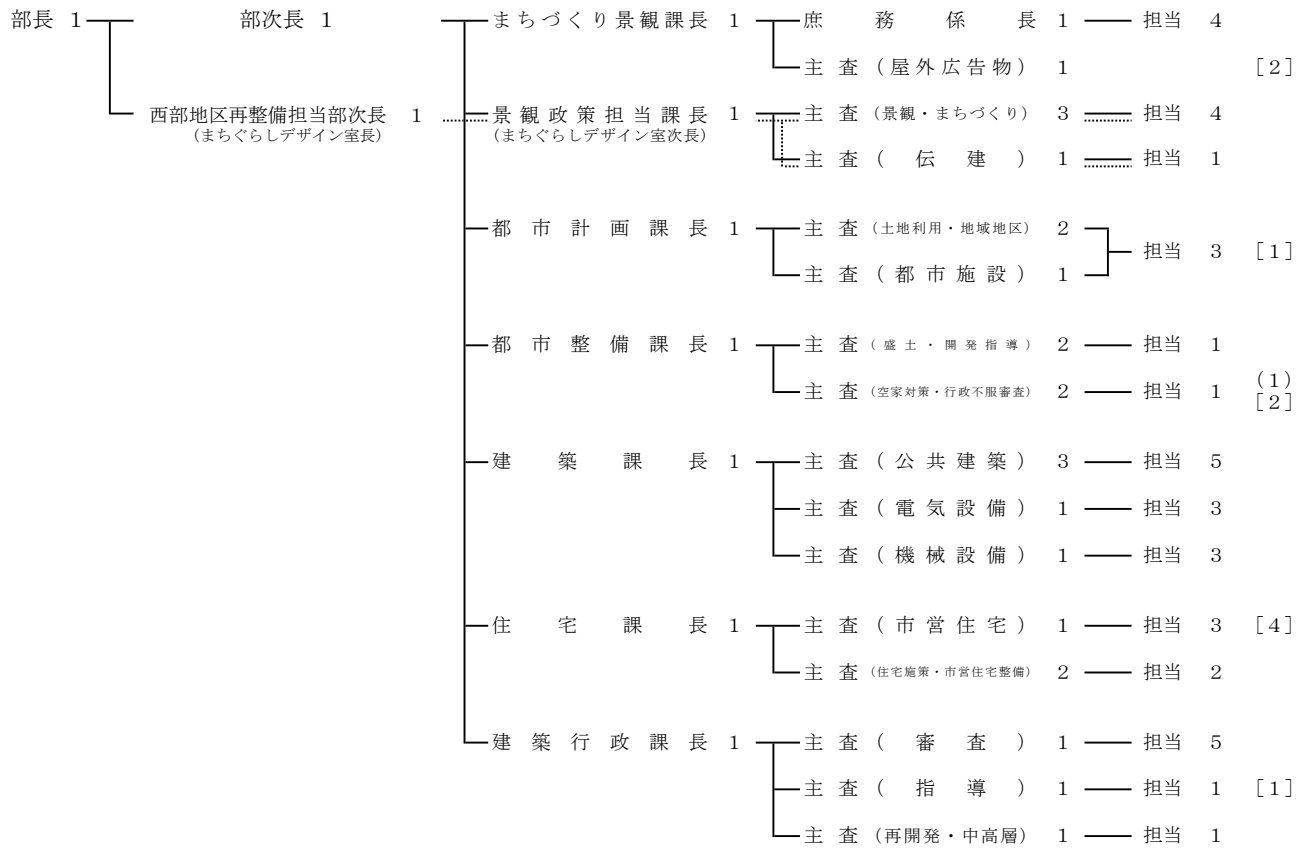 部長 1 部次長 1 まちづくり景観課長 1 庶務係長 1 担当 4
主査(屋外広告物) 1 [2]
西部地区再整備担当部次長 1 景観政策担当課長 1 主査(景観・まちづくり) 3 担当 4
(まちぐらしデザイン室長) (まちぐらしデザイン室次長)
主査(伝建) 1 担当 1
都市計画課長 1 主査(土地利用・地域地区) 2
担当 3 [1]
主査(都市施設) 1
都市整備課長 1 主査(盛土・開発指導) 2 担当 1
主査(空家対策・行政不服審査) 2 担当 1 (1)
[2]
建築課長 1 主査(公共建築) 3 担当 5
主査(電気設備) 1 担当 3
主査(機械設備) 1 担当 3
住宅課長 1 主査(市営住宅) 1 担当 3 [4]
主査(住宅施策・市営住宅整備) 2 担当 2
建築行政課長 1 主査(審査) 1 担当 5
主査(指導) 1 担当 1 [1]
主査(再開発・中高層) 1 担当 1